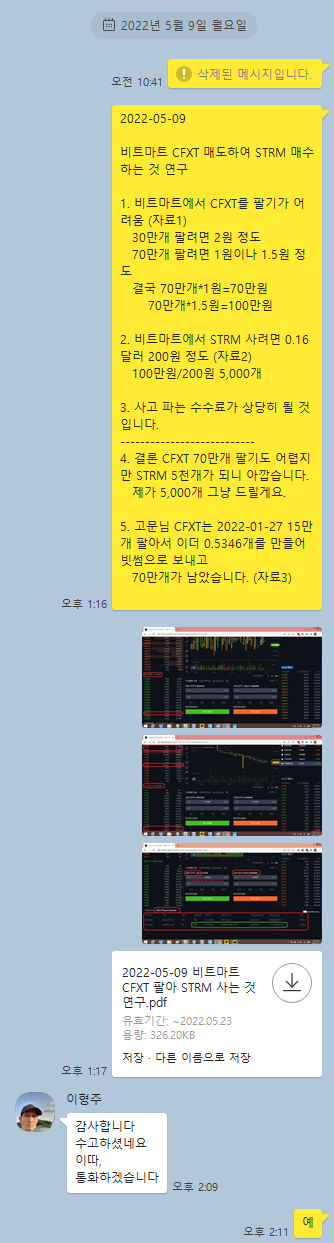 2022년 5월 9일 월요일
삭제된 메시지입니다.
오전 10:41
2022-05-09
비트마트 CFXT 매도하여 STRM 매수
하는 것 연구
1. 비트마트에서 CFXT를 팔기가 어
려움 (자료1)
30만개 팔려면 2원 정도
70만개 팔려면 1원이나 1.5원 정
도
결국 70만개*1원=70만원
70만개*1.5원=100만원
2. 비트마트에서 STRM 사려면 0.16
달러 200원 정도 (자료2)
100만원/200원 5,000개
3. 사고 파는 수수료가 상당히 될 것
입니다.
---------------------------
4. 결론 CFXT 70만개 팔기도 어렵지
만 STRM 5천개가 되니 아깝습니다.
제가 5,000개 그냥 드릴게요.
5. 고문님 CFXT는 2022-01-27 15만
개 팔아서 이더 0.5346개를 만들어
빗썸으로 보내고
70만개가 남았습니다. (자료3)
오후 1:16
2022-05-09 비트마트
CFXT 팔아 STRM 사는 것
연구.pdf
유효기간: ~2022.05.23
용량: 326.20KB
저장 · 다른 이름으로 저장
오후 1:17
이형주
감사합니다
수고하셨네요
이따,
통화하겠습니다
오후 2:09
예
오후 2:11